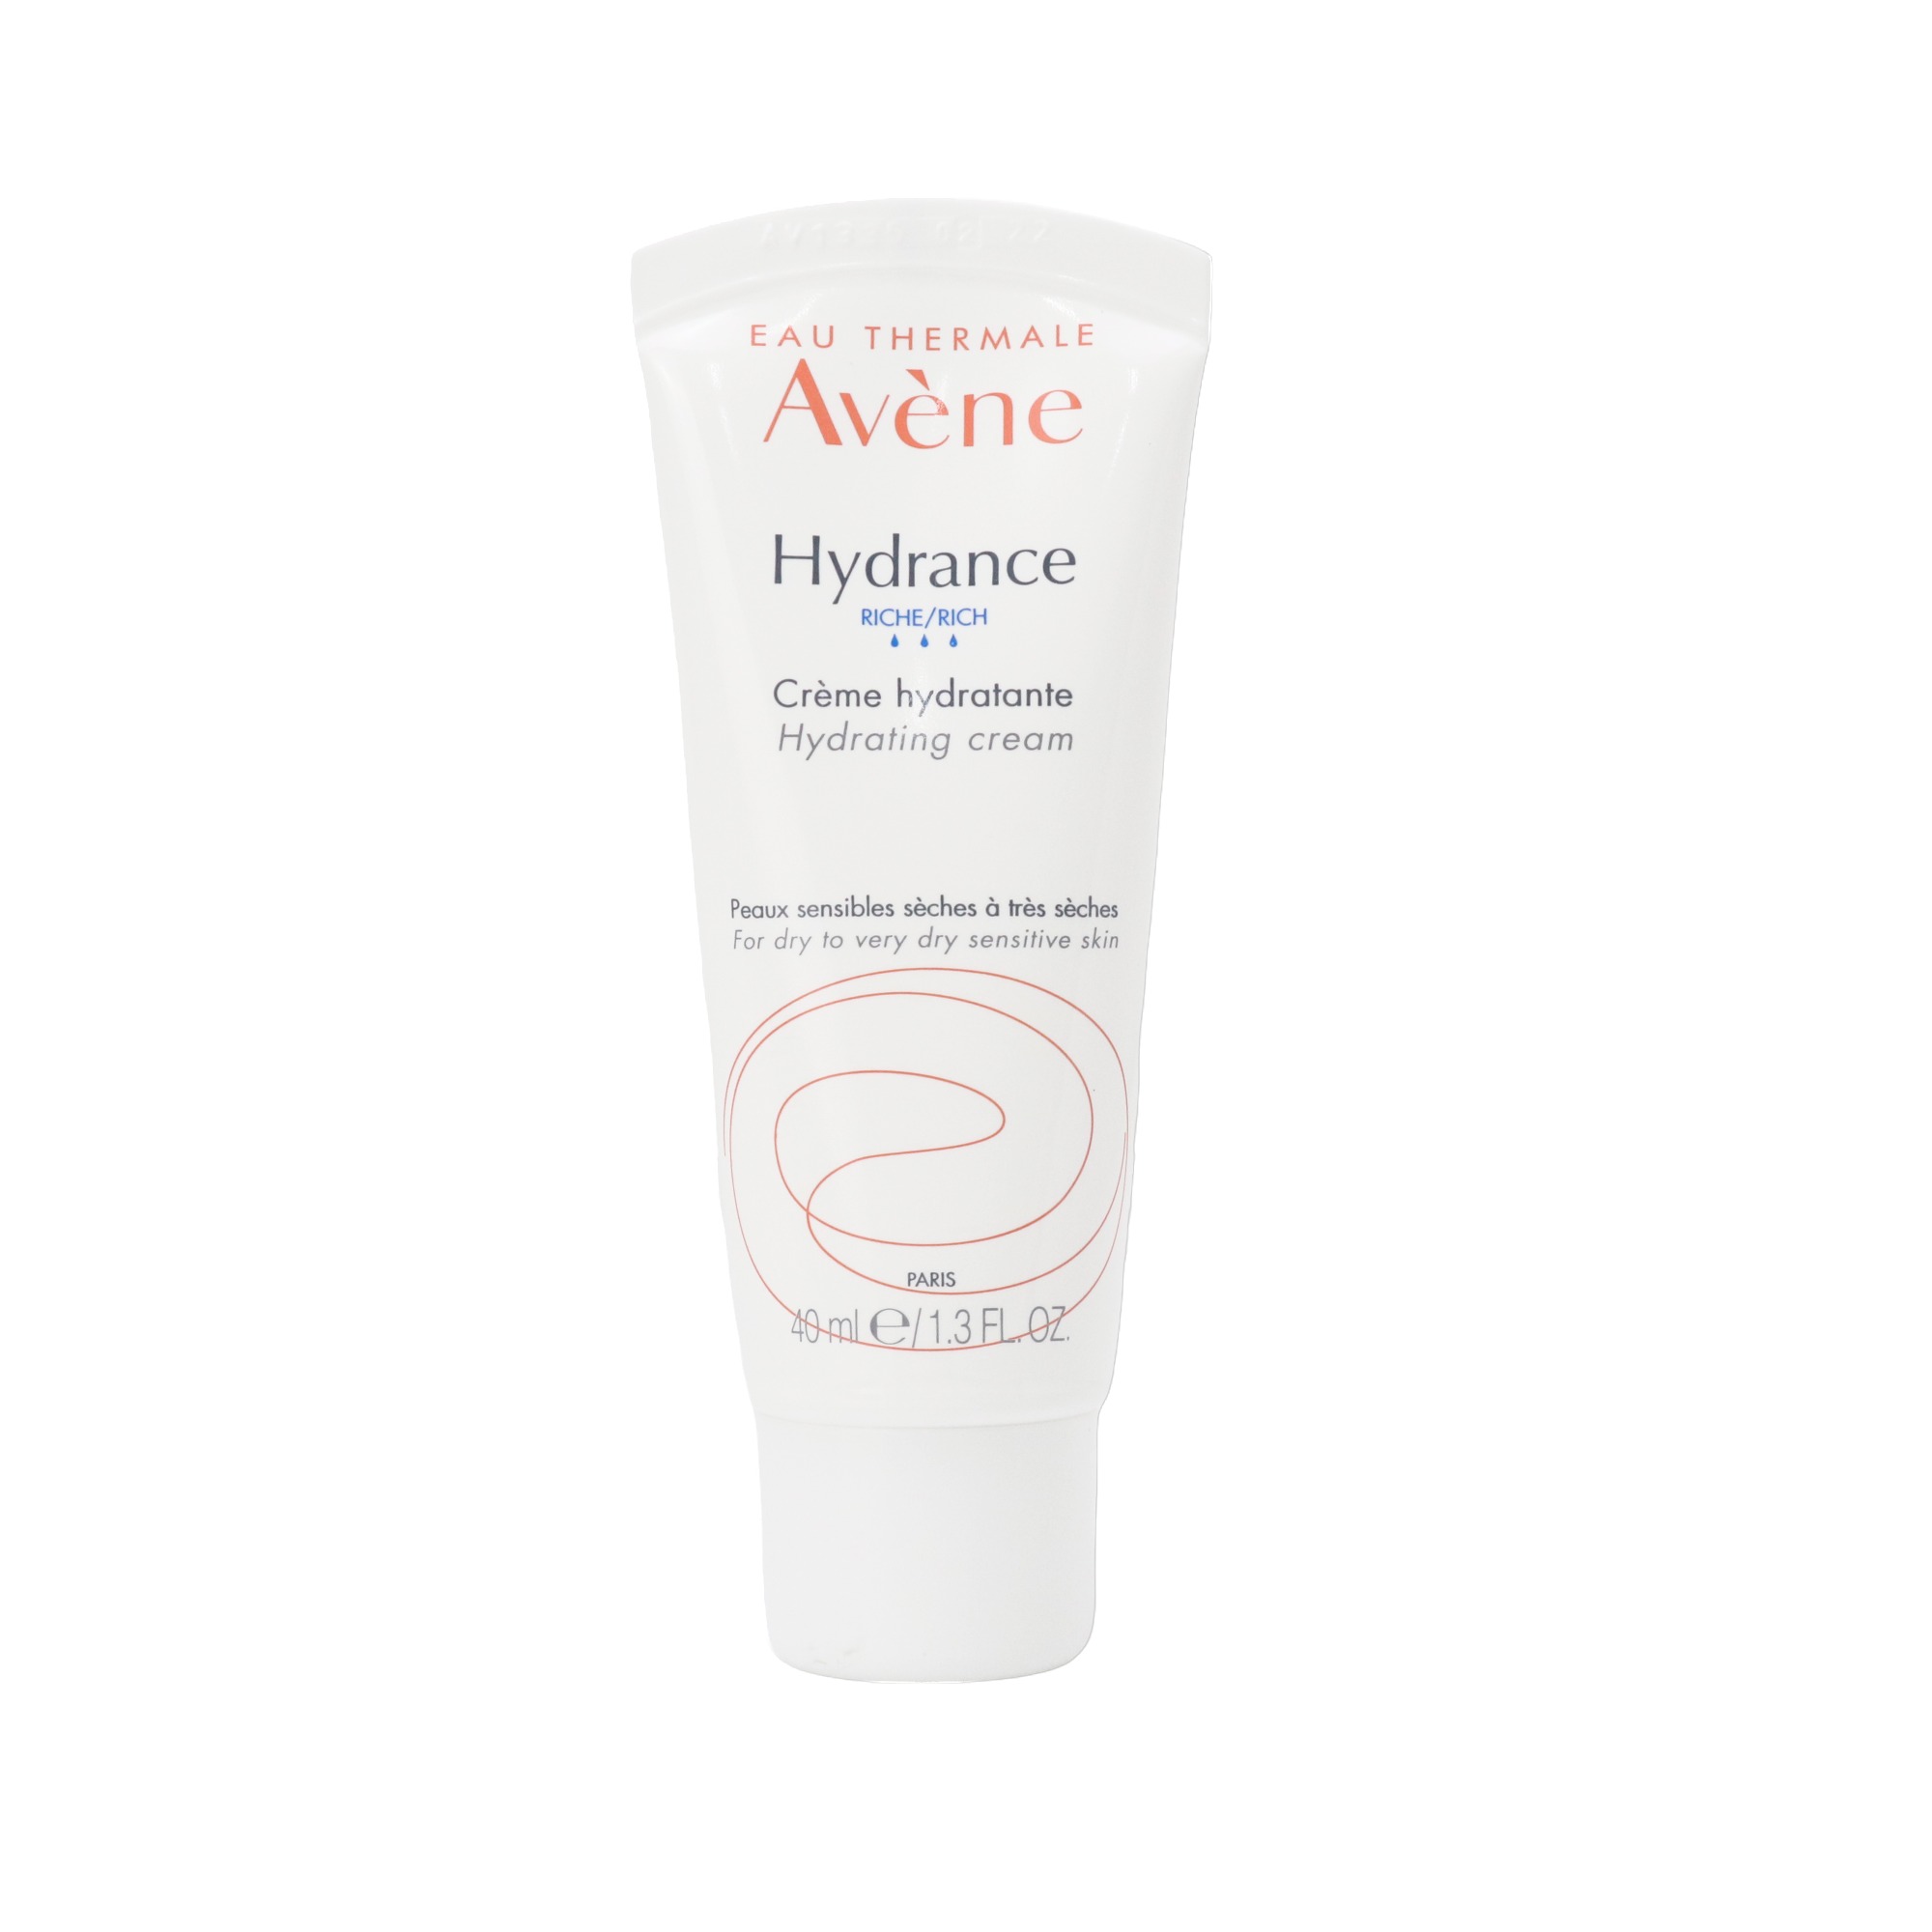 EAU THERMALE
Avène
Hydrance
RICHE/RICH
Crème hydratante
Hydrating cream
Peaux sensibles sèches à très sèches
For dry to very dry sensitive skin
PARIS
40 ml ℮/1.3 FL. OZ.